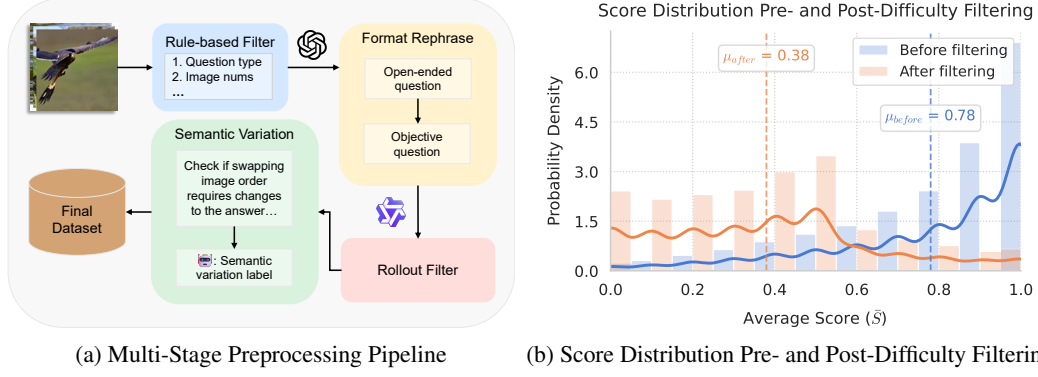 Rule-based Filter
1. Question type
2. Image nums
...
Format Rephrase
Open-ended
question
Objective
question
Rollout Filter
Semantic Variation
Check if swapping
image order
requires changes
to the answer...
: Semantic
variation label
Final
Dataset
(a) Multi-Stage Preprocessing Pipeline
Score Distribution Pre- and Post-Difficulty Filtering
μafter = 0.38
Before filtering
After filtering
μbefore = 0.78
Probability Density
6.0
4.5
3.0
1.5
0.0
0.0 0.2 0.4 0.6 0.8 1.0
Average Score (S̄)
(b) Score Distribution Pre- and Post-Difficulty Filterin